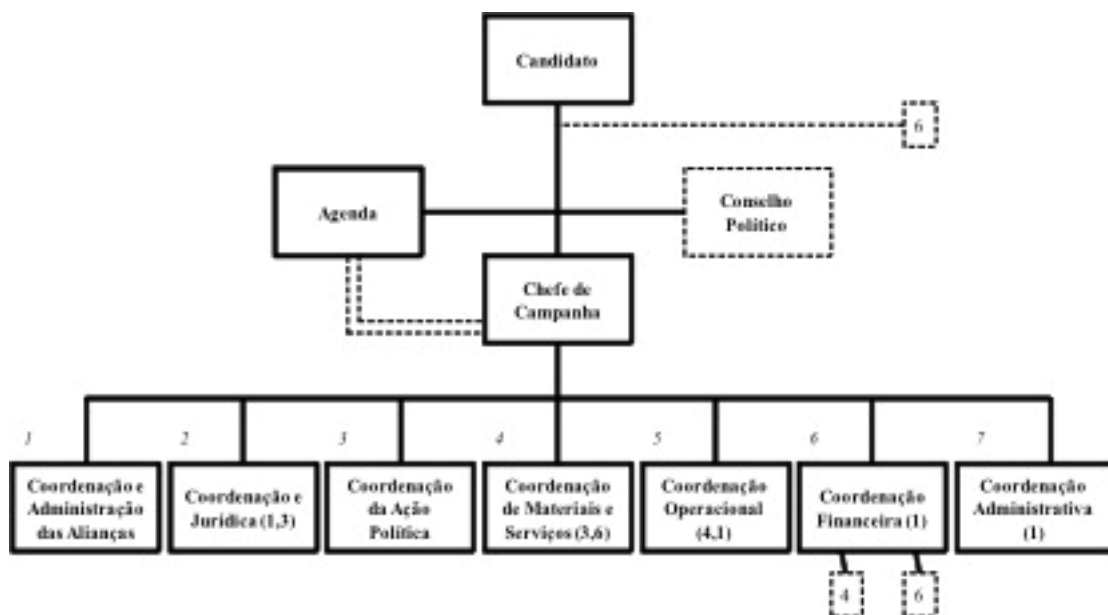 Candidato
6
Agenda
Conselho
Político
Chefe de
Campanha
1
2
3
4
5
6
7
Coordenação e
Administração
das Alianças
Coordenação e
Jurídica (1,3)
Coordenação
da Ação
Política
Coordenação
de Materiais e
Serviços (3,6)
Coordenação
Operacional
(4,1)
Coordenação
Financeira (1)
Coordenação
Administrativa
(1)
4
6